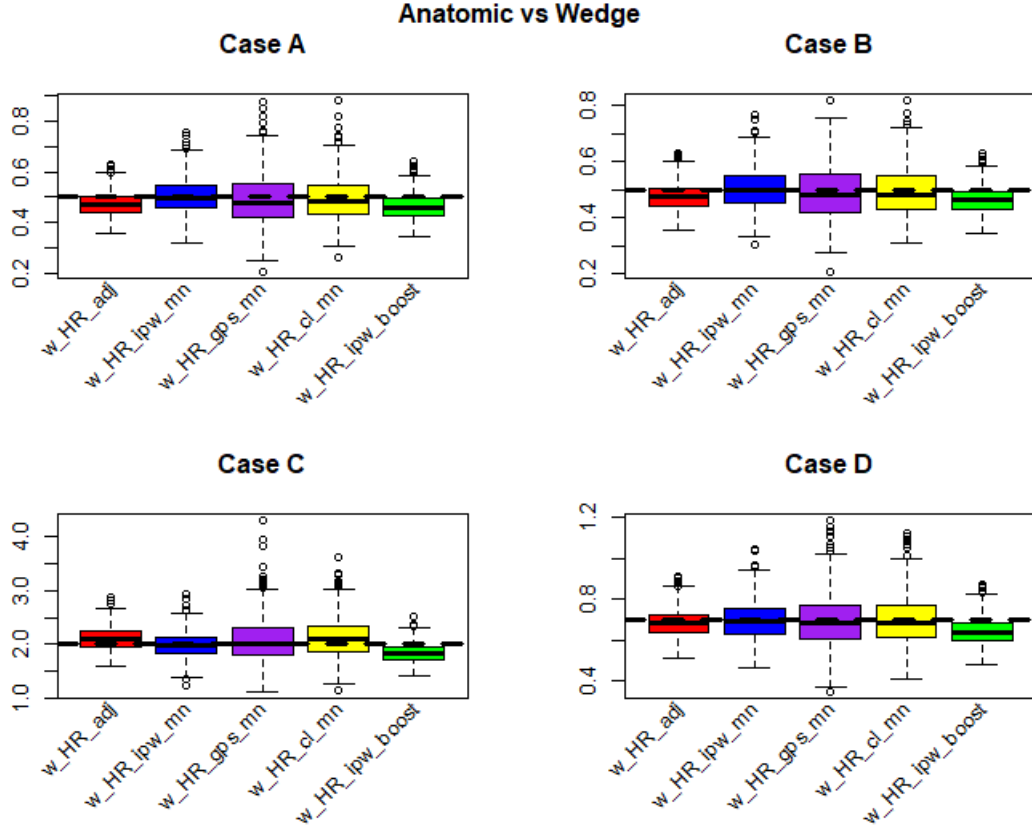 Anatomic vs Wedge
Case A
0.2 0.4 0.6 0.8
w_HR_adj
w_HR_ipw_mn
w_HR_gps_mn
w_HR_cl_mn
w_HR_ipw_boost
Case B
0.2 0.4 0.6 0.8
w_HR_adj
w_HR_ipw_mn
w_HR_gps_mn
w_HR_cl_mn
w_HR_ipw_boost
Case C
1.0 2.0 3.0 4.0
w_HR_adj
w_HR_ipw_mn
w_HR_gps_mn
w_HR_cl_mn
w_HR_ipw_boost
Case D
0.4 0.8 1.2
w_HR_adj
w_HR_ipw_mn
w_HR_gps_mn
w_HR_cl_mn
w_HR_ipw_boost